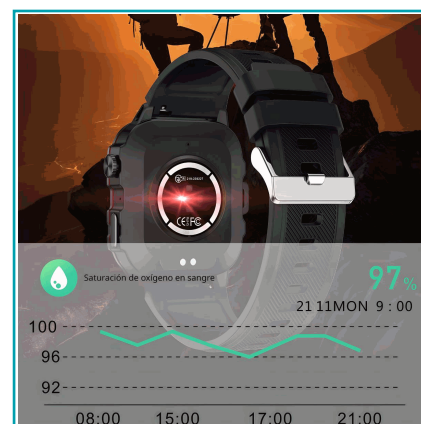 CE FC
Saturación de oxígeno en sangre
97%
21 11MON 9 : 00
100
96
92
08:00 15:00 17:00 21:00